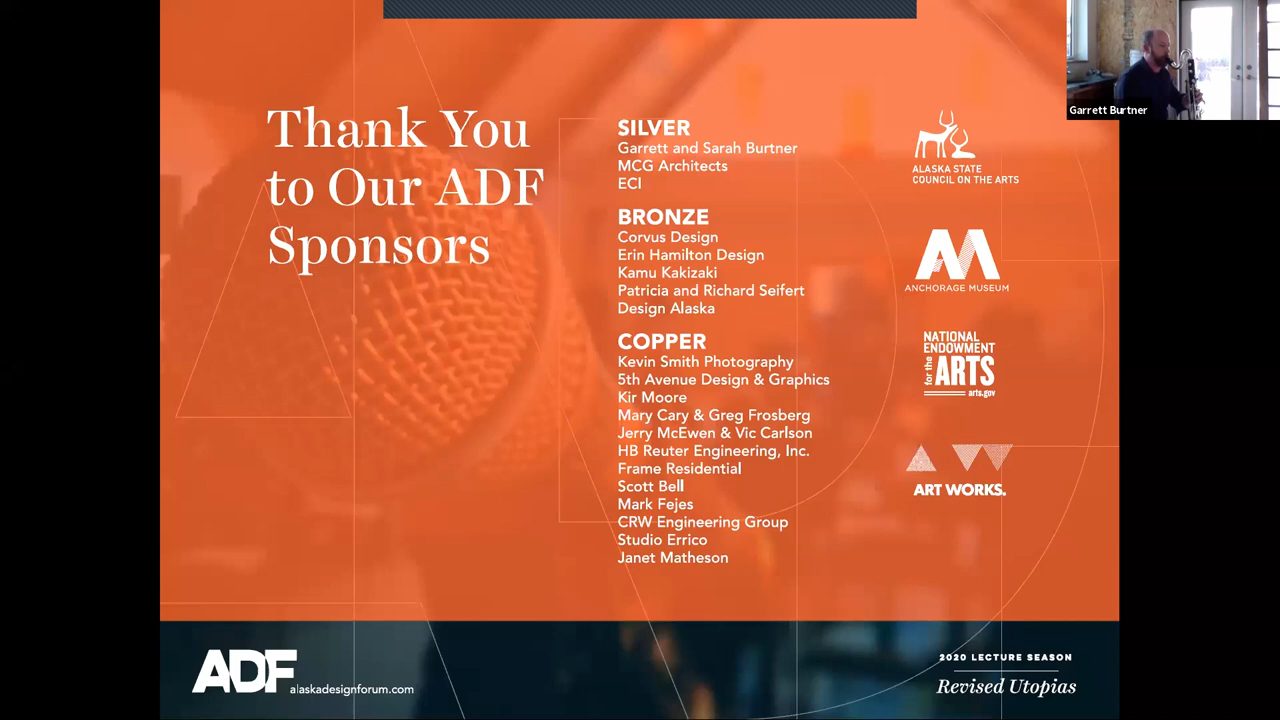 Thank You
to Our ADF
Sponsors
SILVER
Garrett and Sarah Burtner
MCG Architects
ECI
BRONZE
Corvus Design
Erin Hamilton Design
Kamu Kakizaki
Patricia and Richard Seifert
Design Alaska
COPPER
Kevin Smith Photography
5th Avenue Design & Graphics
Kir Moore
Mary Cary & Greg Frosberg
Jerry McEwen & Vic Carlson
HB Reuter Engineering, Inc.
Frame Residential
Scott Bell
Mark Fejes
CRW Engineering Group
Studio Errico
Janet Matheson
ALASKA STATE
COUNCIL ON THE ARTS
ANCHORAGE MUSEUM
NATIONAL
ENDOWMENT
for the ARTS
arts.gov
ART WORKS.
Garrett Burtner
ADF alaskadesignforum.com
2020 LECTURE SEASON
Revised Utopias